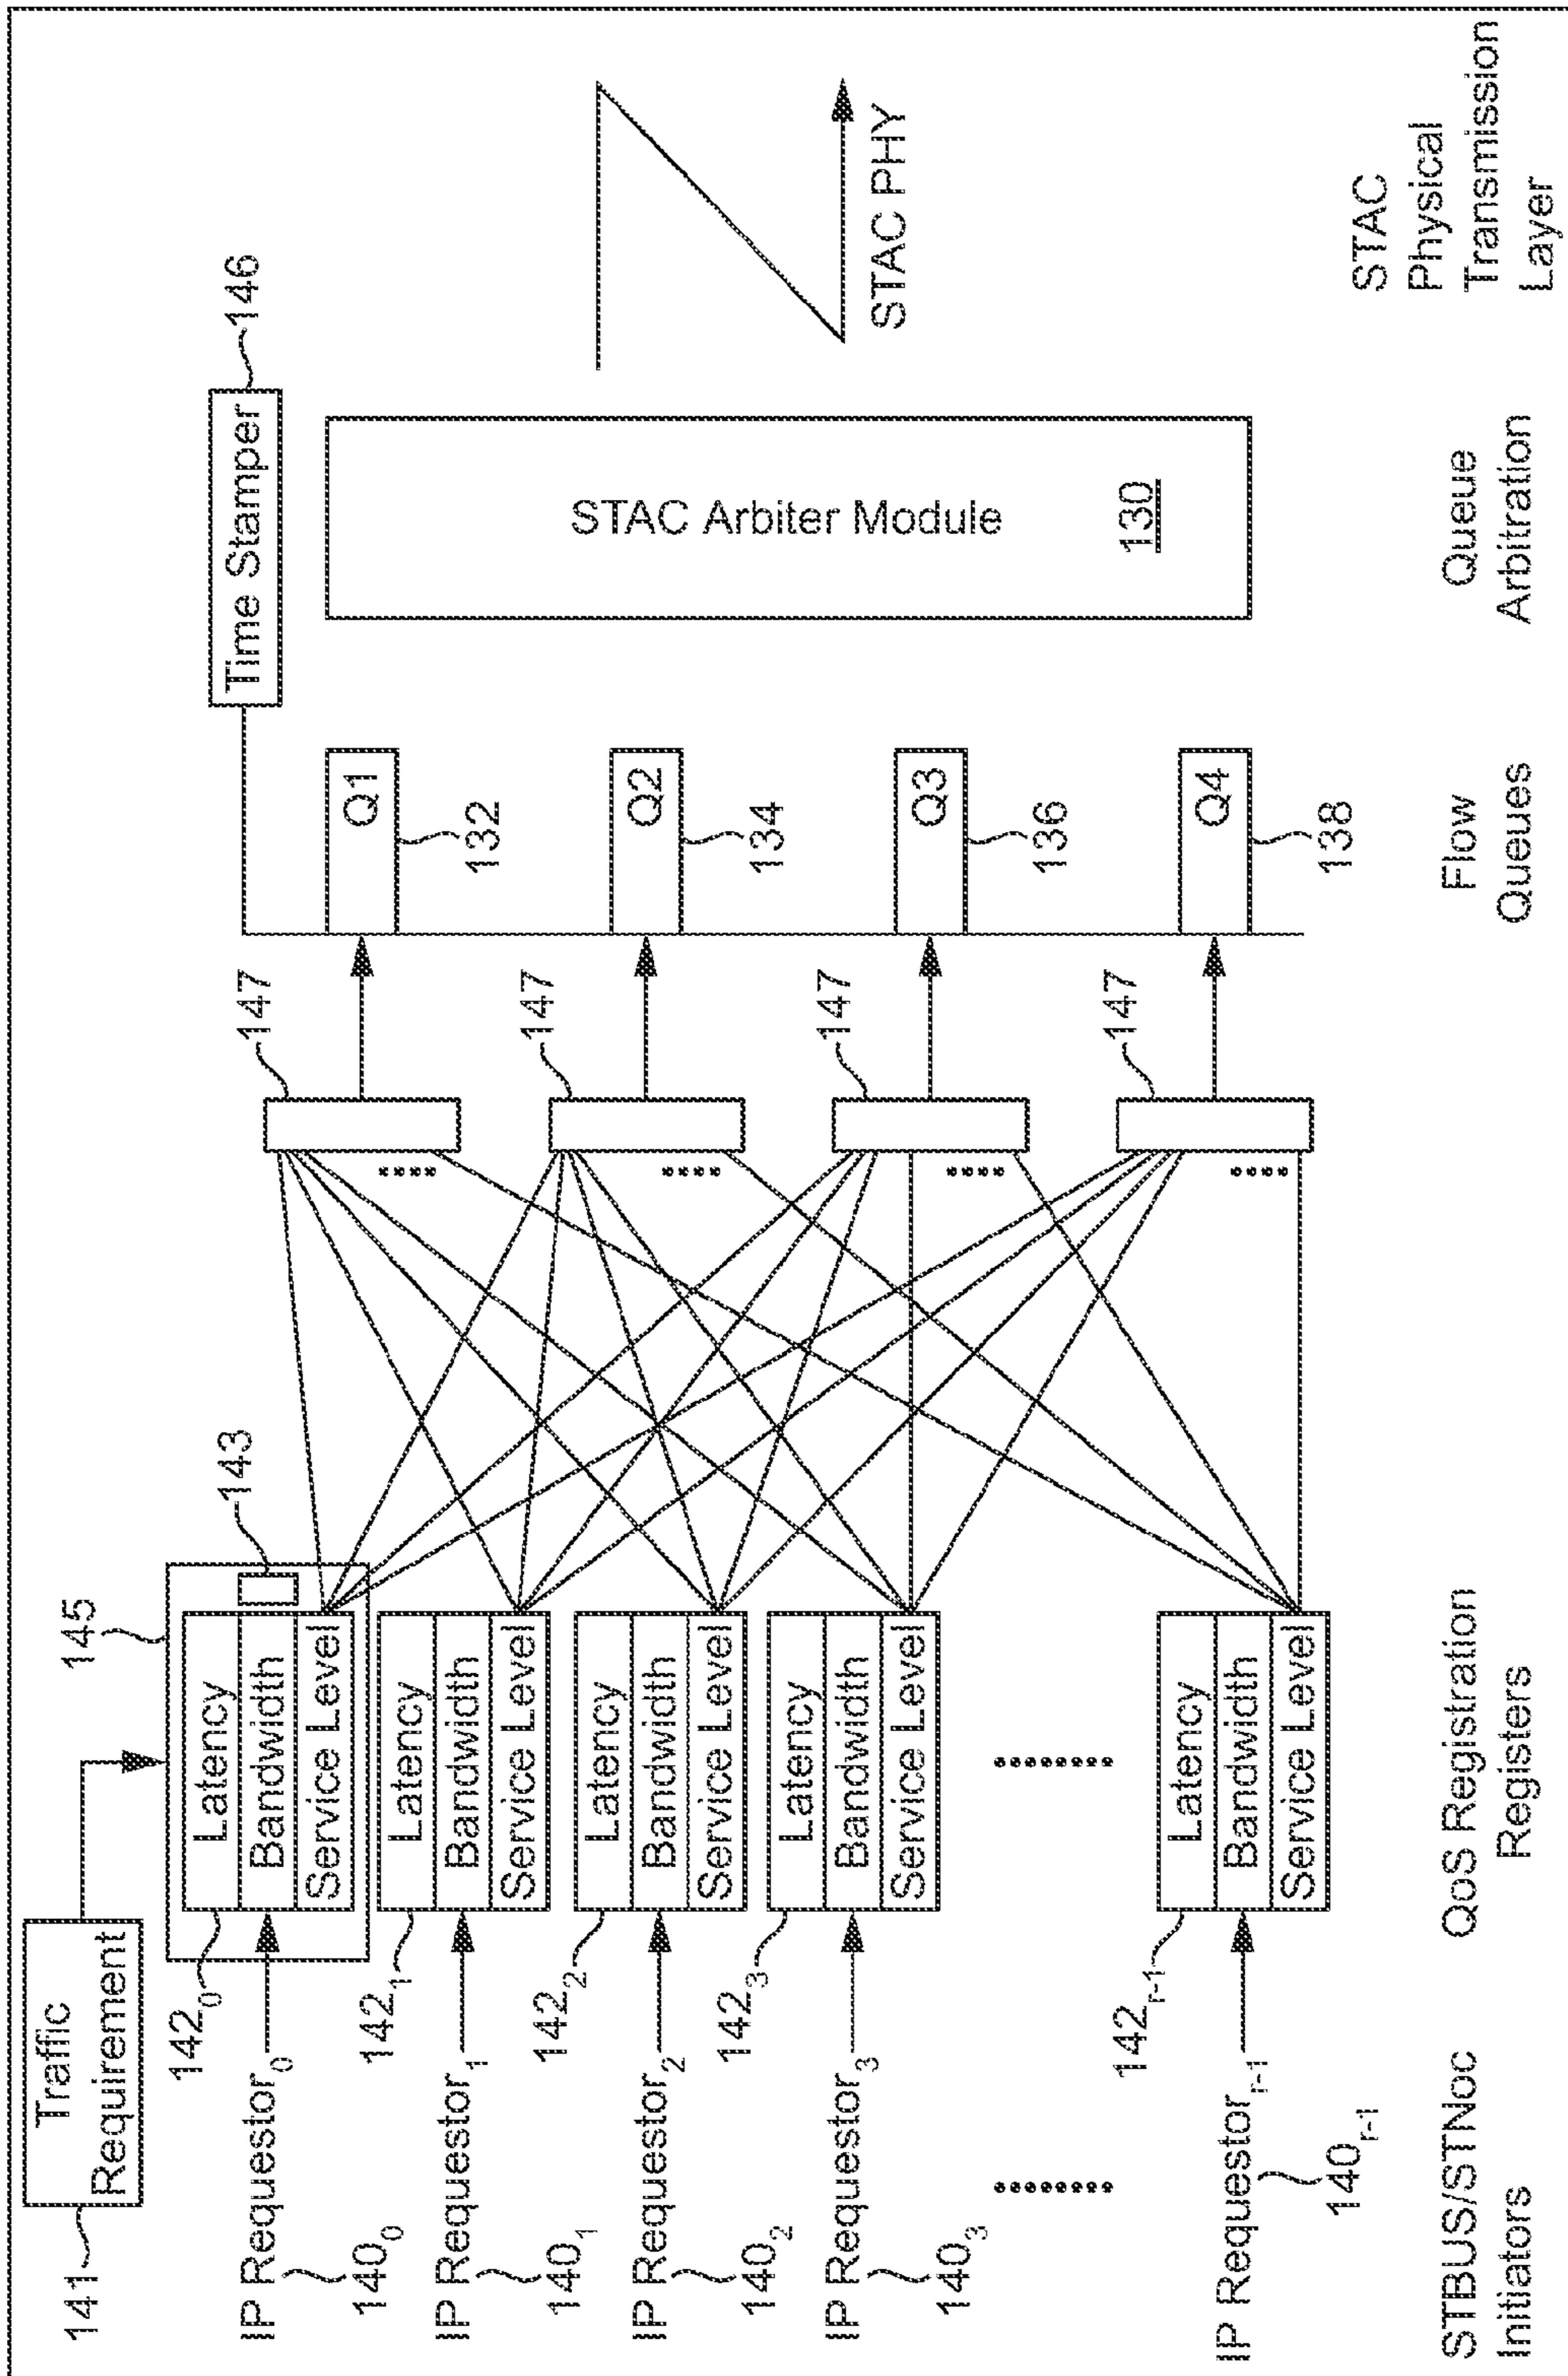 Traffic
Requirement
141
145
143
146
Time Stamper
IP Requestor0
1400
1420
Latency
Bandwidth
Service Level
147
Q1
132
IP Requestor1
1401
1421
Latency
Bandwidth
Service Level
147
Q2
134
IP Requestor2
1402
1422
Latency
Bandwidth
Service Level
147
Q3
136
IP Requestor3
1403
1423
Latency
Bandwidth
Service Level
147
Q4
138
IP Requestorr-1
140r-1
142r-1
Latency
Bandwidth
Service Level
STAC Arbiter Module
130
STAC PHY
STBUS/STNoc
Initiators
QoS Registration
Registers
Flow
Queues
Queue
Arbitration
STAC
Physical
Transmission
Layer